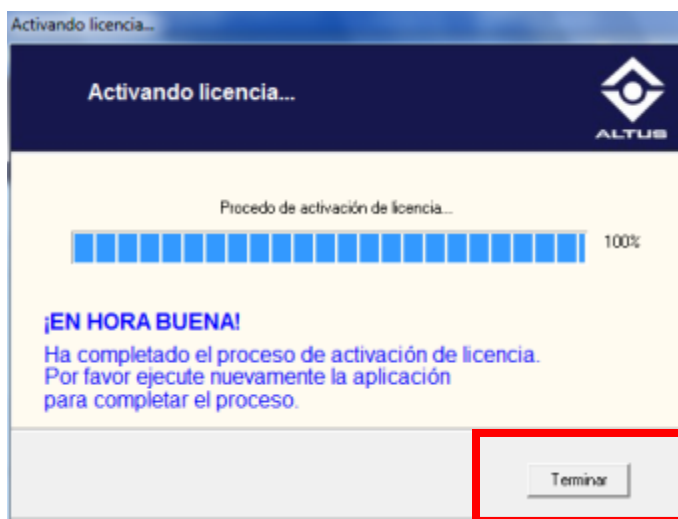 Activando licencia...
Activando licencia...
ALTUS
Procedo de activación de licencia...
100%
¡EN HORA BUENA!
Ha completado el proceso de activación de licencia.
Por favor ejecute nuevamente la aplicación
para completar el proceso.
Terminar